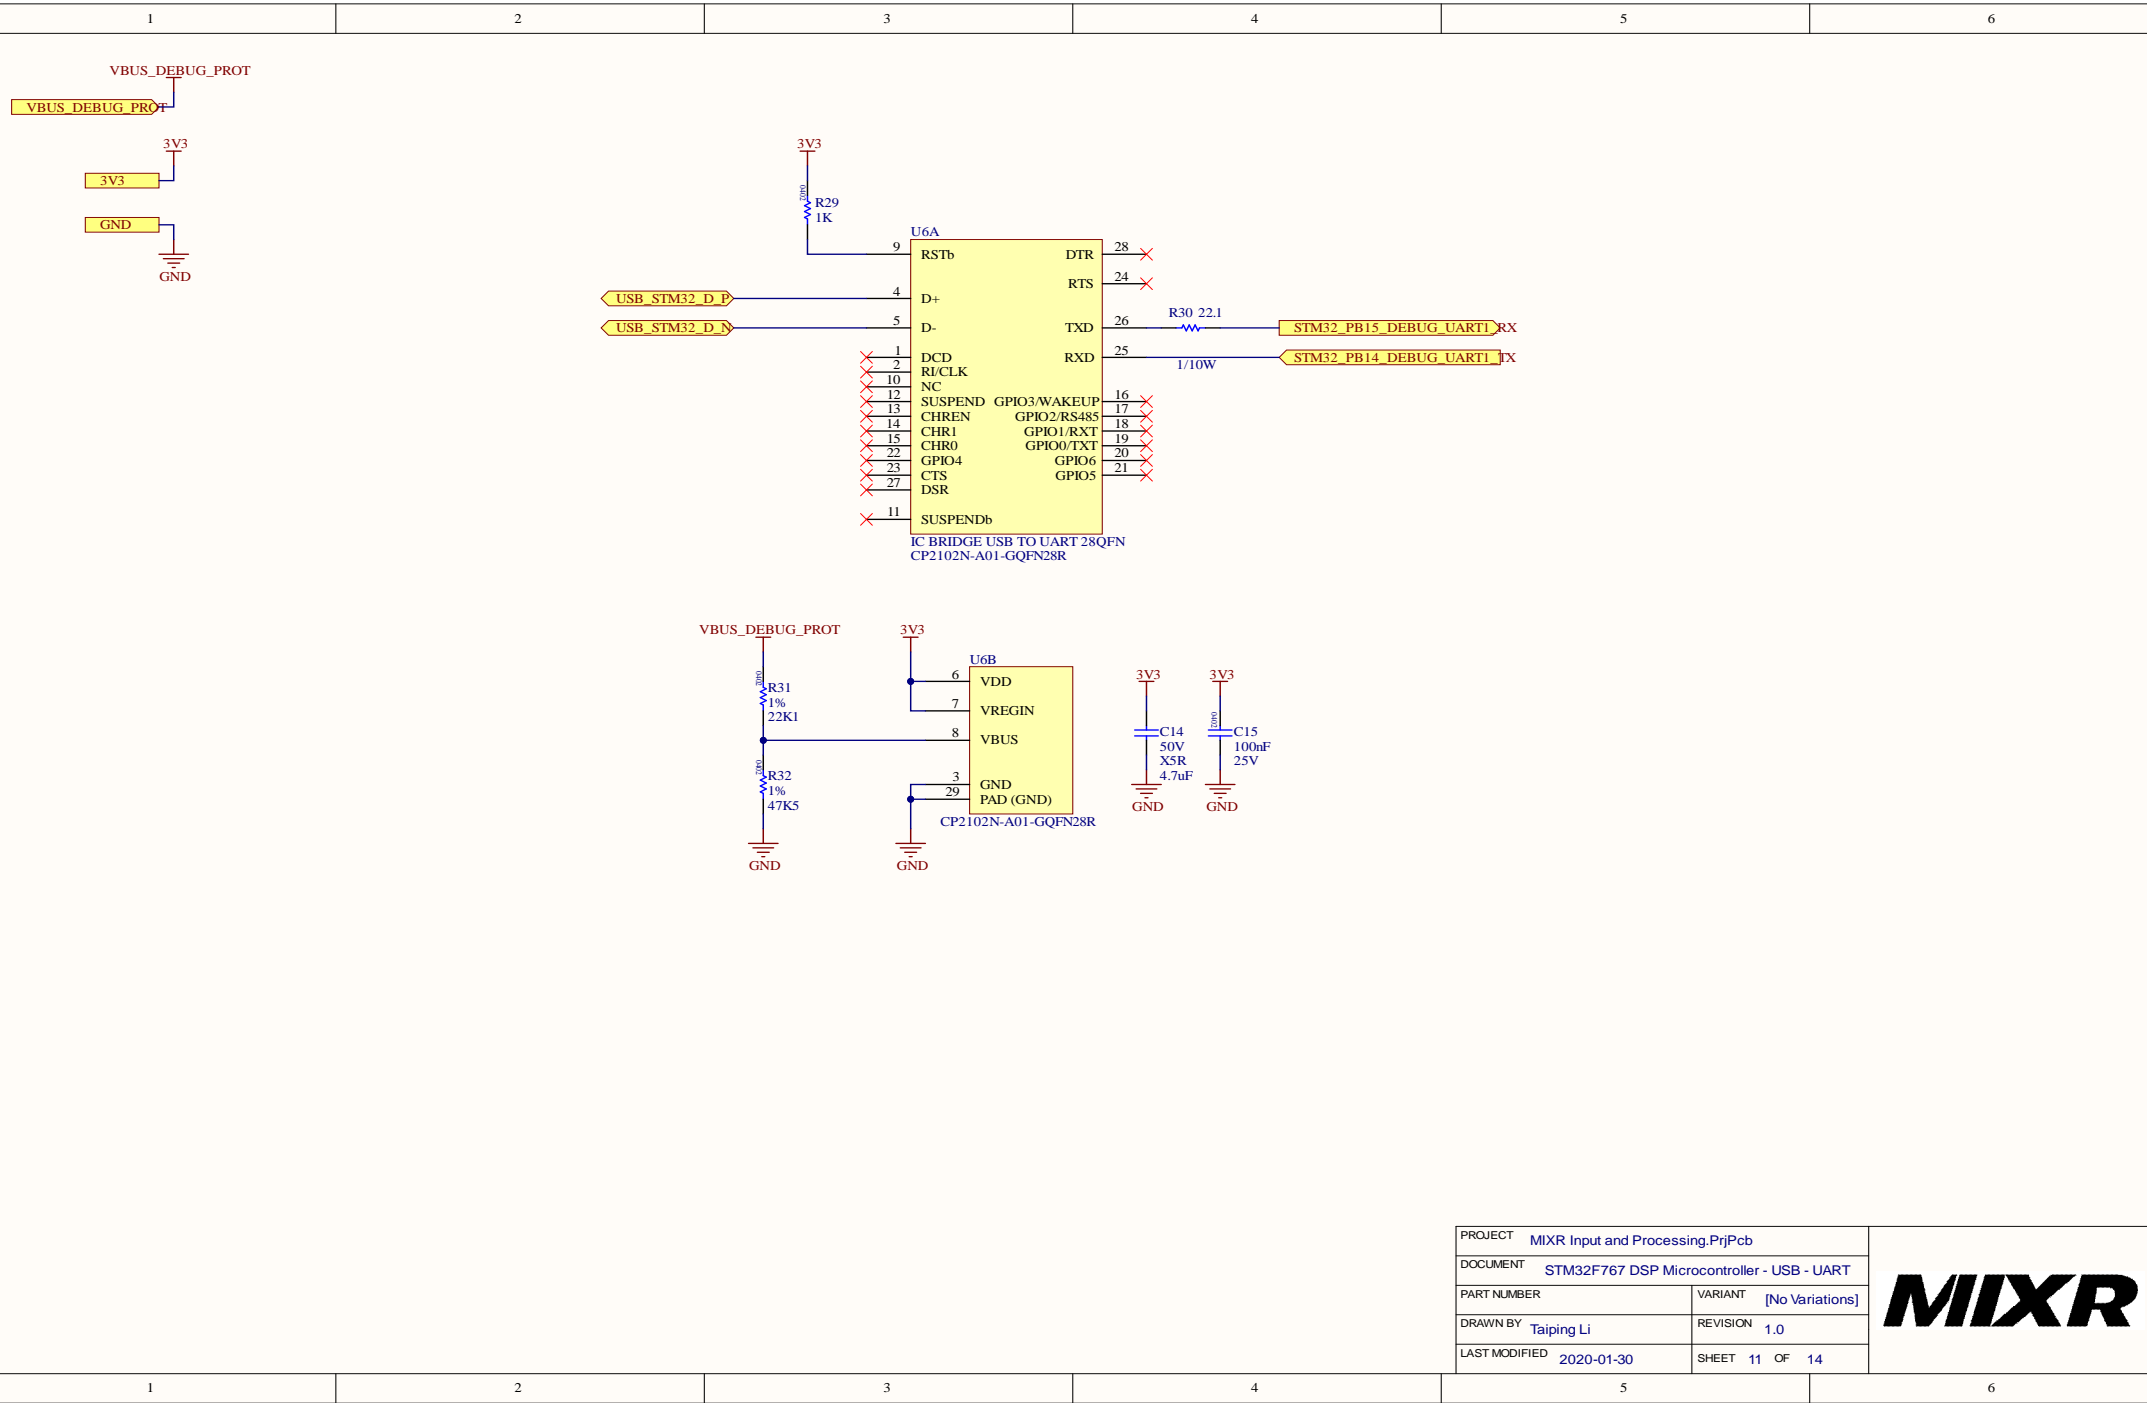 1 2 3 4 5 6
VBUS_DEBUG_PROT
VBUS_DEBUG_PROT
3V3
3V3
GND
GND
3V3
0402
R29
1K
U6A
9 RSTb
4 D+
5 D-
1 DCD
2 RI/CLK
10 NC
12 SUSPEND
13 CHREN
14 CHR1
15 CHR0
22 GPIO4
23 CTS
27 DSR
11 SUSPENDb
DTR 28
RTS 24
TXD 26
RXD 25
GPIO3/WAKEUP 16
GPIO2/RS485 17
GPIO1/RXT 18
GPIO0/TXT 19
GPIO6 20
GPIO5 21
IC BRIDGE USB TO UART 28QFN
CP2102N-A01-GQFN28R
USB_STM32_D_P
USB_STM32_D_N
R30 22.1
1/10W
STM32_PB15_DEBUG_UART1_RX
STM32_PB14_DEBUG_UART1_TX
VBUS_DEBUG_PROT
0402
R31
1%
22K1
0402
R32
1%
47K5
GND
3V3
U6B
6 VDD
7 VREGIN
8 VBUS
3 GND
29 PAD (GND)
CP2102N-A01-GQFN28R
GND
3V3
C14
50V
X5R
4.7uF
GND
3V3
0402
C15
100nF
25V
GND
PROJECT MIXR Input and Processing.PrjPcb
DOCUMENT STM32F767 DSP Microcontroller - USB - UART
PART NUMBER VARIANT [No Variations]
DRAWN BY Taiping Li REVISION 1.0
LAST MODIFIED 2020-01-30 SHEET 11 OF 14
MIXR
1 2 3 4 5 6